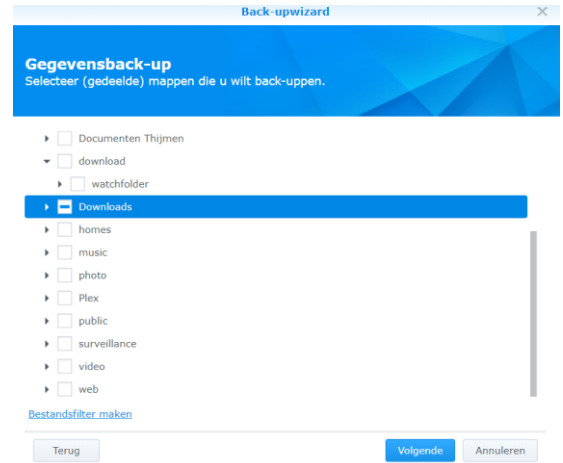 Back-upwizard
Gegevensback-up
Selecteer (gedeelde) mappen die u wilt back-uppen.
Documenten Thijmen
download
watchfolder
Downloads
homes
music
photo
Plex
public
surveillance
video
web
Bestandsfilter maken
Terug Volgende Annuleren